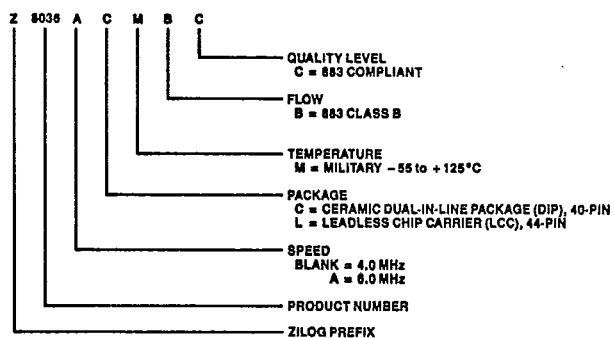 Z 8036 A C M B C
QUALITY LEVEL
C = 883 COMPLIANT
FLOW
B = 883 CLASS B
TEMPERATURE
M = MILITARY −55 to +125°C
PACKAGE
C = CERAMIC DUAL-IN-LINE PACKAGE (DIP), 40-PIN
L = LEADLESS CHIP CARRIER (LCC), 44-PIN
SPEED
BLANK = 4.0 MHz
A = 6.0 MHz
PRODUCT NUMBER
ZILOG PREFIX